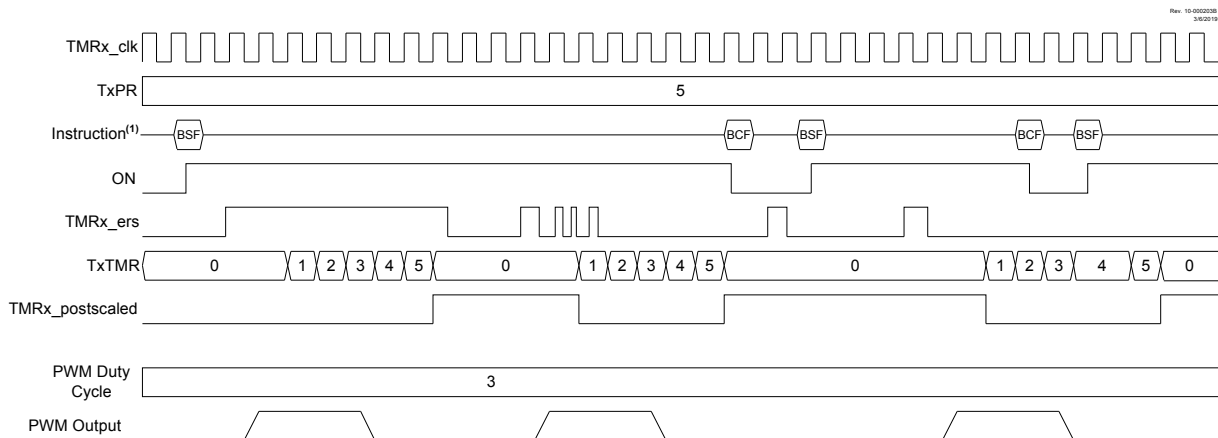 Rev. 10-000203B
3/6/2019
TMRx_clk
TxPR 5
Instruction(1) BSF BCF BSF BCF BSF
ON
TMRx_ers
TxTMR 0 1 2 3 4 5 0 1 2 3 4 5 0 1 2 3 4 5 0
TMRx_postscaled
PWM Duty
Cycle 3
PWM Output